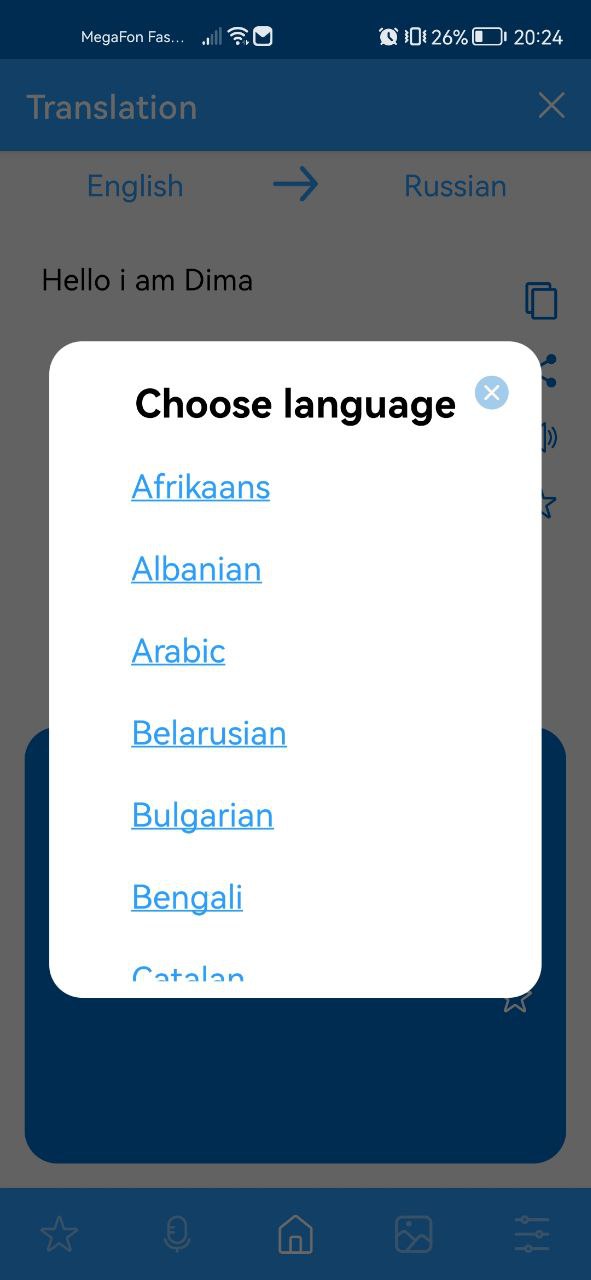 MegaFon Fas... 26% 20:24
Translation
English Russian
Hello i am Dima
Choose language
Afrikaans
Albanian
Arabic
Belarusian
Bulgarian
Bengali
Catalan